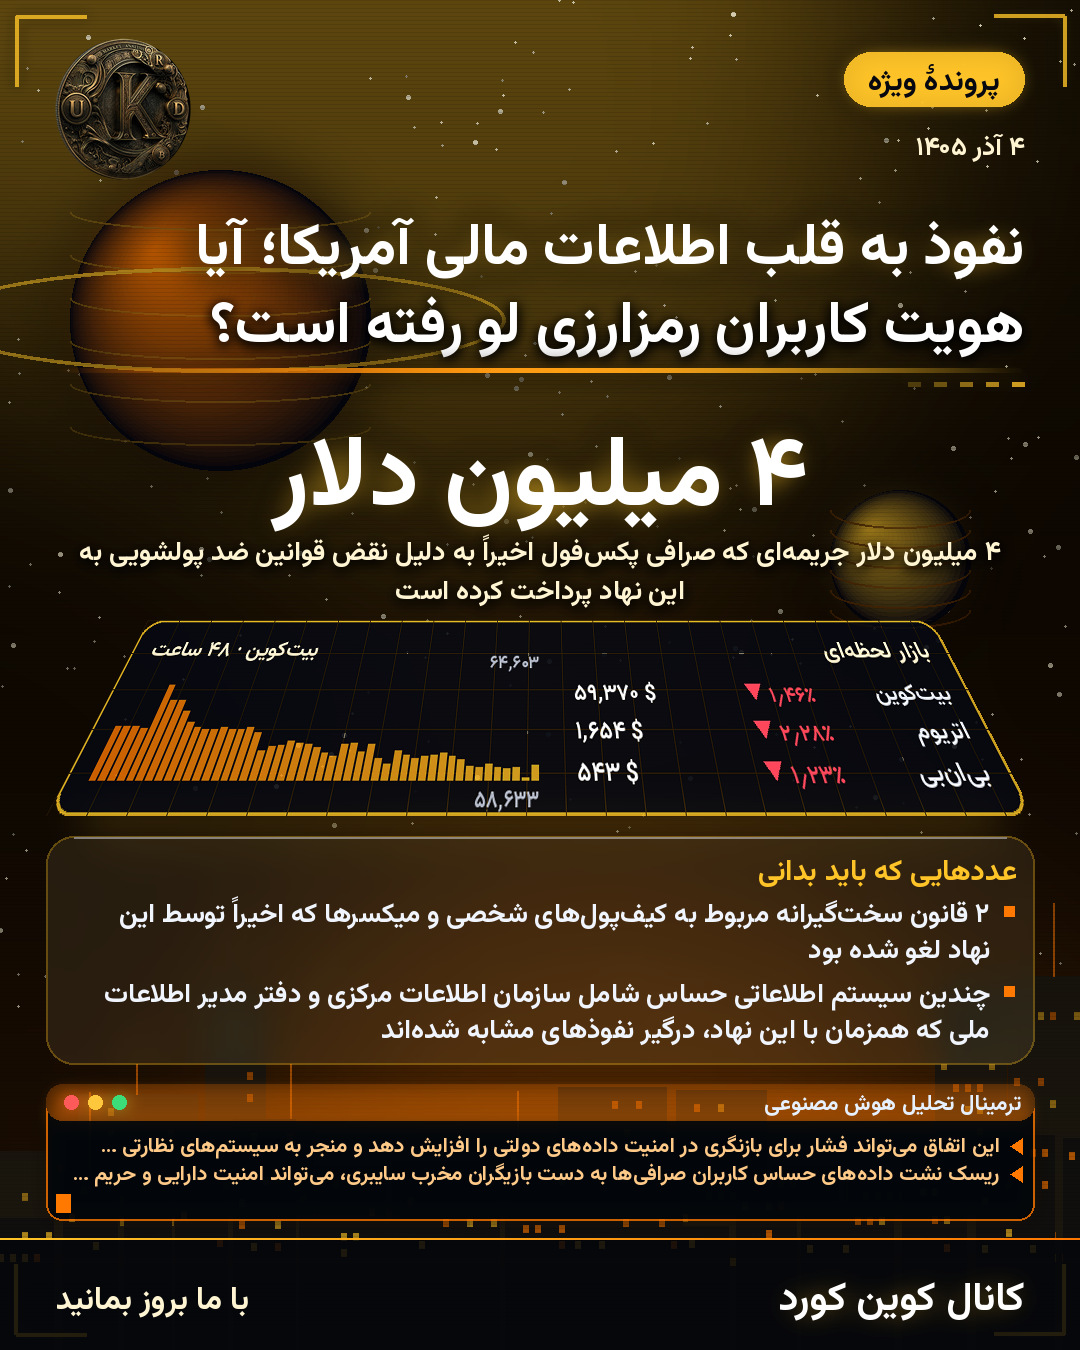 پروندهٔ ویژه
۴ آذر ۱۴۰۵
نفوذ به قلب اطلاعات مالی آمریکا؛ آیا
هویت کاربران رمزارزی لو رفته است؟
۴ میلیون دلار
۴ میلیون دلار جریمه‌ای که صرافی پکس‌فول اخیراً به دلیل نقض قوانین ضد پولشویی به
این نهاد پرداخت کرده است
بازار لحظه‌ای
بیت‌کوین ۱٫۴۶٪ ▼ ۵۹,۳۷۰ $
اتریوم ۲٫۲۸٪ ▼ ۱,۶۵۴ $
بی‌ان‌بی ۱٫۲۳٪ ▼ ۵۴۳ $
بیت‌کوین · ۴۸ ساعت
۶۴,۶۰۳
۵۸,۶۳۳
عددهایی که باید بدانی
۲ قانون سخت‌گیرانه مربوط به کیف‌پول‌های شخصی و میکسرها که اخیراً توسط این
نهاد لغو شده بود
چندین سیستم اطلاعاتی حساس شامل سازمان اطلاعات مرکزی و دفتر مدیر اطلاعات
ملی که همزمان با این نهاد، درگیر نفوذهای مشابه شده‌اند
ترمینال تحلیل هوش مصنوعی
این اتفاق می‌تواند فشار برای بازنگری در امنیت داده‌های دولتی را افزایش دهد و منجر به سیستم‌های نظارتی ...
ریسک نشت داده‌های حساس کاربران صرافی‌ها به دست بازیگران مخرب سایبری، می‌تواند امنیت دارایی و حریم ...
کانال کوین کورد
با ما بروز بمانید